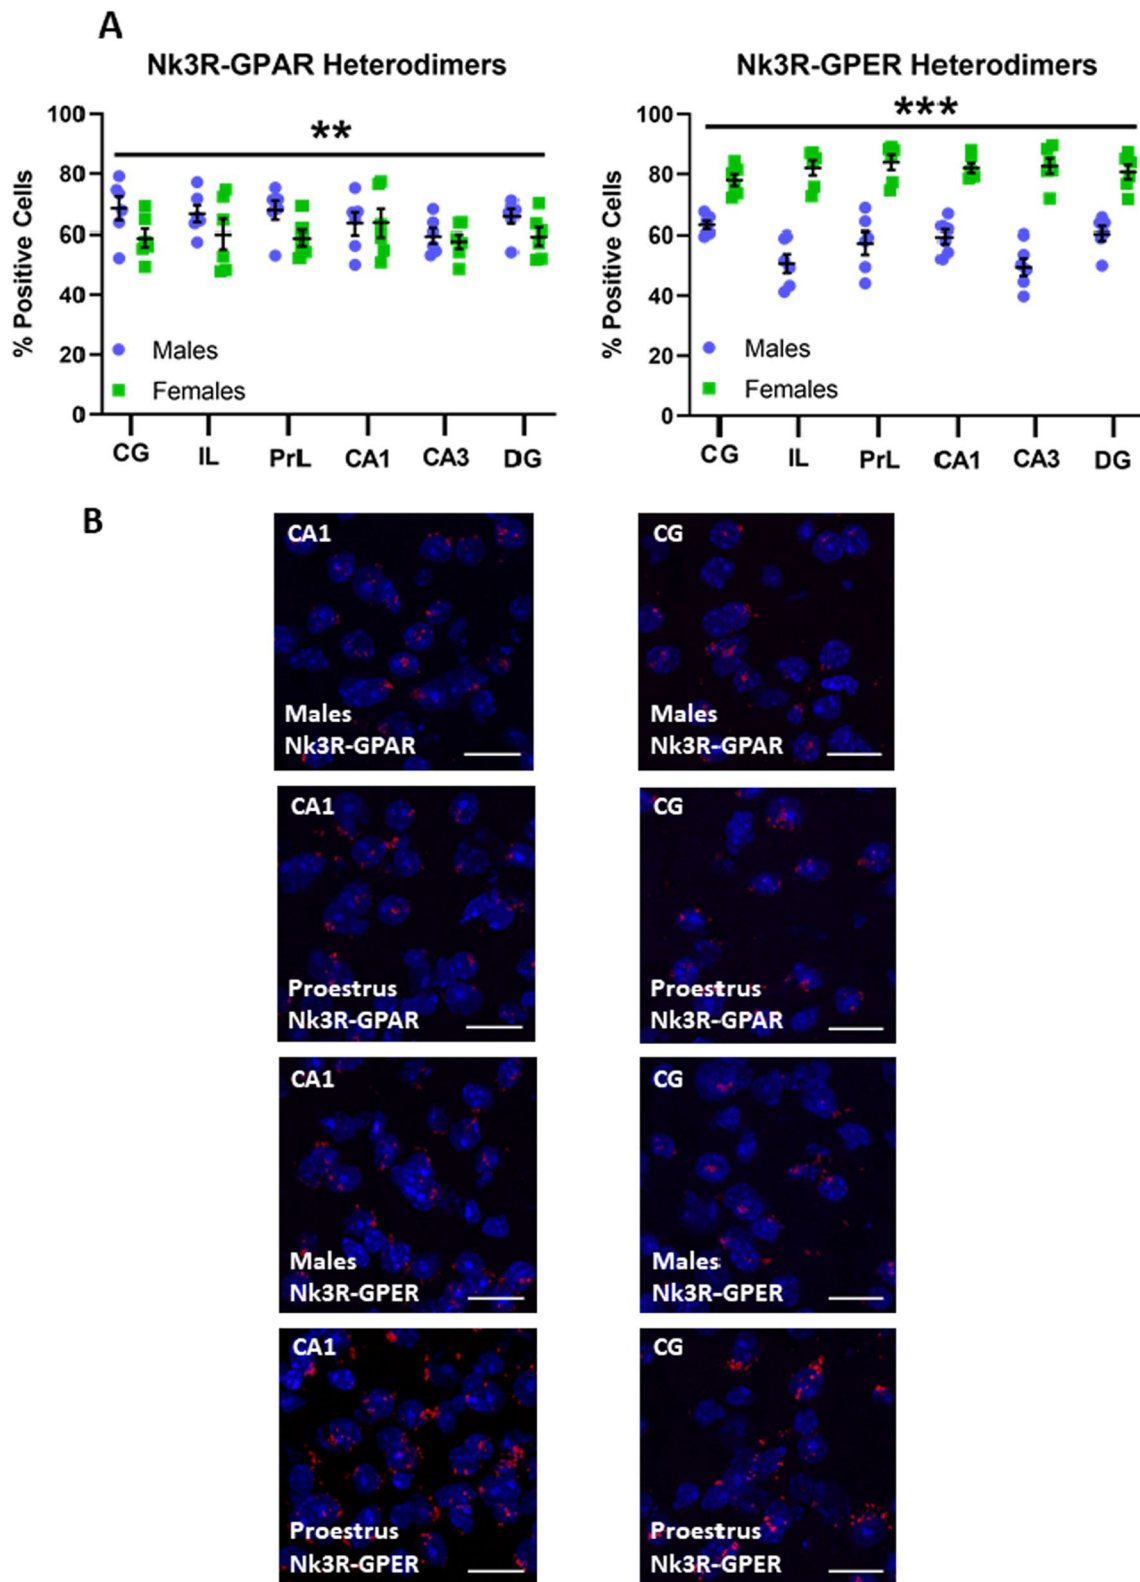 A
Nk3R-GPAR Heterodimers
**
% Positive Cells
100
80
60
40
20
0
Males
Females
CG IL PrL CA1 CA3 DG
Nk3R-GPER Heterodimers
***
% Positive Cells
100
80
60
40
20
0
Males
Females
CG IL PrL CA1 CA3 DG
B
CA1
Males
Nk3R-GPAR
CG
Males
Nk3R-GPAR
CA1
Proestrus
Nk3R-GPAR
CG
Proestrus
Nk3R-GPAR
CA1
Males
Nk3R-GPER
CG
Males
Nk3R-GPER
CA1
Proestrus
Nk3R-GPER
CG
Proestrus
Nk3R-GPER